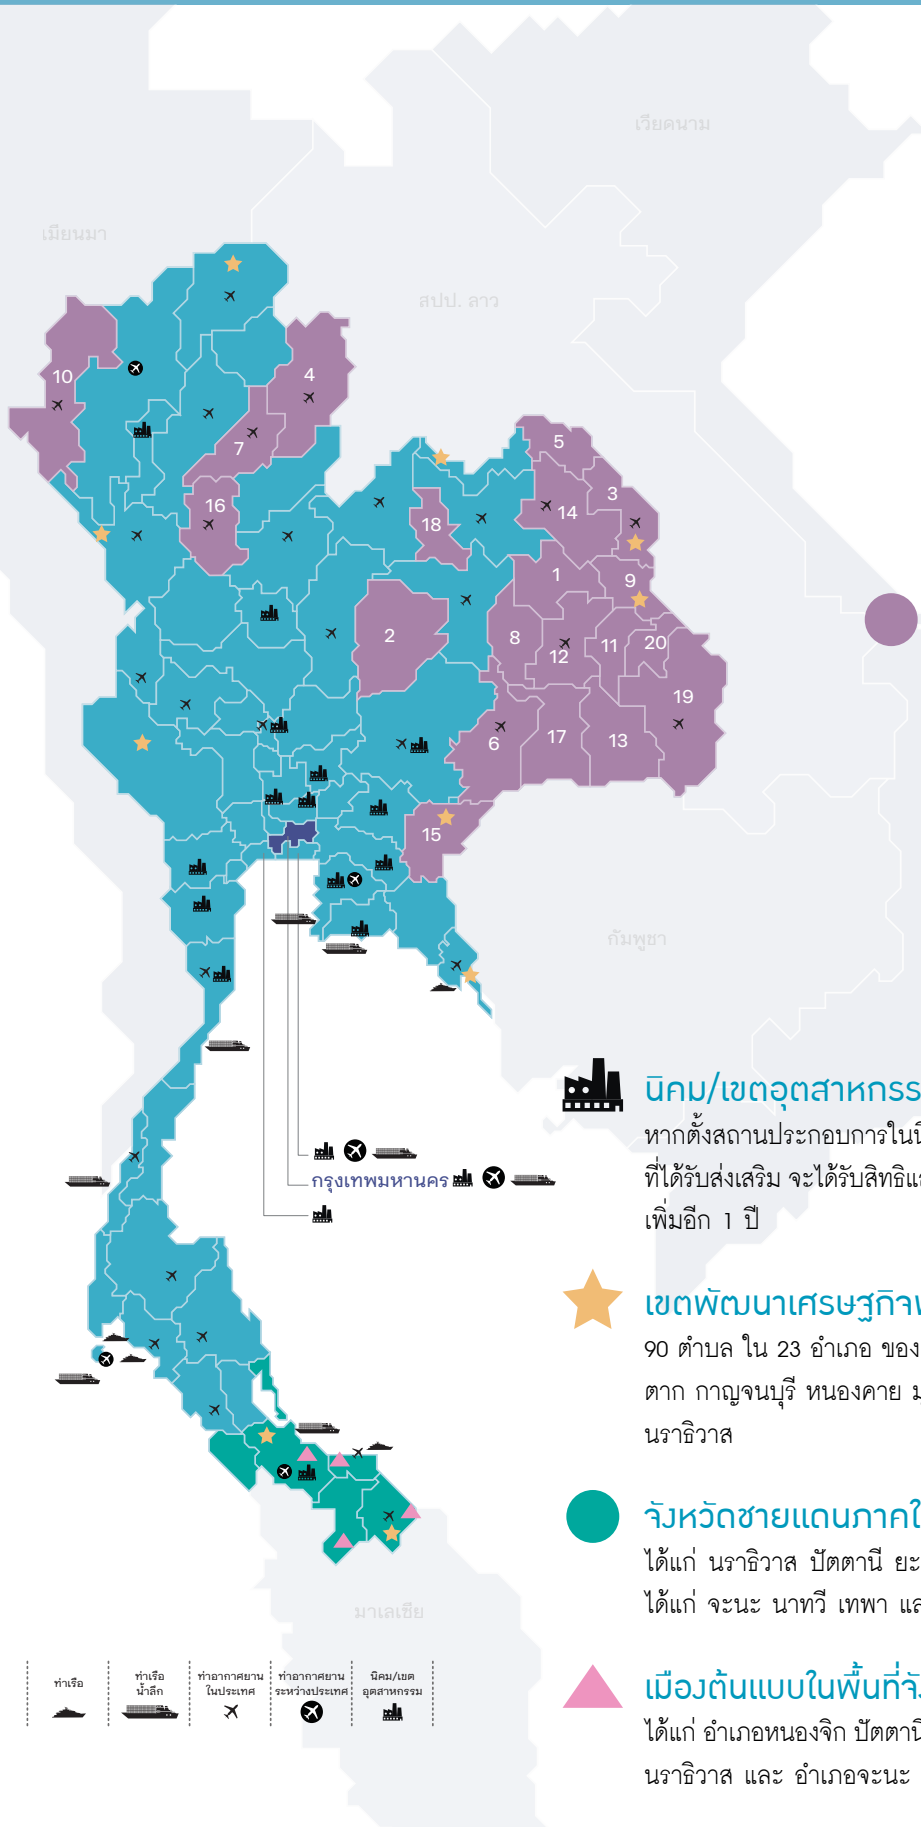 เวียดนาม
เมียนมา
สปป. ลาว
10
4
7
16
5
3
14
18
1
9
2
8
12
11
20
19
6
17
13
15
กัมพูชา
นิคม/เขตอุตสาหกรร
หากตั้งสถานประกอบการในนิ
ที่ได้รับส่งเสริม จะได้รับสิทธิแ
เพิ่มอีก 1 ปี
กรุงเทพมหานคร
เขตพัฒนาเศรษฐกิจ
90 ตำบล ใน 23 อำเภอ ของ
ตาก กาญจนบุรี หนองคาย ม
นราธิวาส
จังหวัดชายแดนภาคใ
ได้แก่ นราธิวาส ปัตตานี ยะ
ได้แก่ จะนะ นาทวี เทพา แล
มาเลเซีย
เมืองต้นแบบในพื้นที่จั
ได้แก่ อำเภอหนองจิก ปัตตานี
นราธิวาส และ อำเภอจะนะ
ท่าเรือ
ท่าเรือ
น้ำลึก
ท่าอากาศยาน
ในประเทศ
ท่าอากาศยาน
ระหว่างประเทศ
นิคม/เขต
อุตสาหกรรม